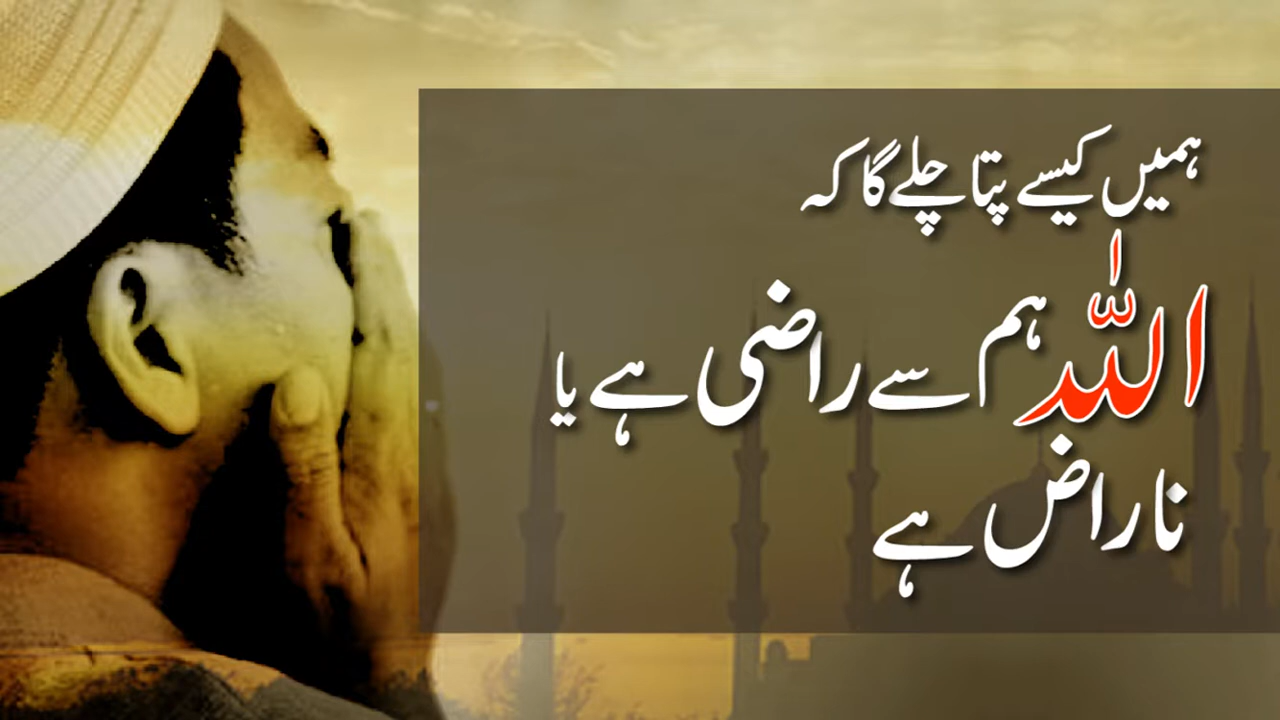 ہمیں کیسے پتا چلے گا کہ
اللہ ہم سے راضی ہے یا
ناراض ہے